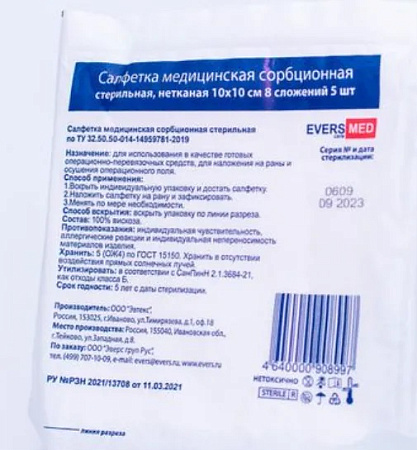 Салфетка медицинская сорбционная
стерильная, нетканая 10х10 см 8 сложений 5 шт
Салфетка медицинская сорбционная стерильная
по ТУ 32.50.50-014-14959781-2019
EVERS MED
Серия № и дата
стерилизации:
Назначение: для использования в качестве готовых
операционно-перевязочных средств, для наложения на раны и
осушения операционного поля.
Способ применения:
1.Вскрыть индивидуальную упаковку и достать салфетку.
2.Наложить салфетку на рану и зафиксировать.
3.Менять по мере необходимости.
0609
09 2023
Способ вскрытия: вскрыть упаковку по линии разреза.
Состав: 100% вискоза.
Противопоказания: индивидуальная чувствительность,
аллергические реакции и индивидуальная непереносимость
материалов изделия.
Хранить: 5 (ОЖ4) по ГОСТ 15150. Хранить в отсутствии
воздействия прямых солнечных лучей.
Утилизировать: в соответствии с СанПиН 2.1.3684-21,
как отходы класса Б.
Срок годности: 5 лет с даты стерилизации.
Производитель: ООО"Эвтекс",
Россия, 153025, г.Иваново, ул.Тимирязева, д.1, оф.18
Место производства: Россия, 155040, Ивановская обл.,
г.Тейково, ул.Западная, д.8
По заказу: ООО "Эверс груп Рус",
тел. (499) 707-10-09, e-mail: evers@evers.ru, www.evers.ru
4 640000 908997
НЕТОКСИЧНО
STERILE R
РУ №РЗН 2021/13708 от 11.03.2021
линия разреза